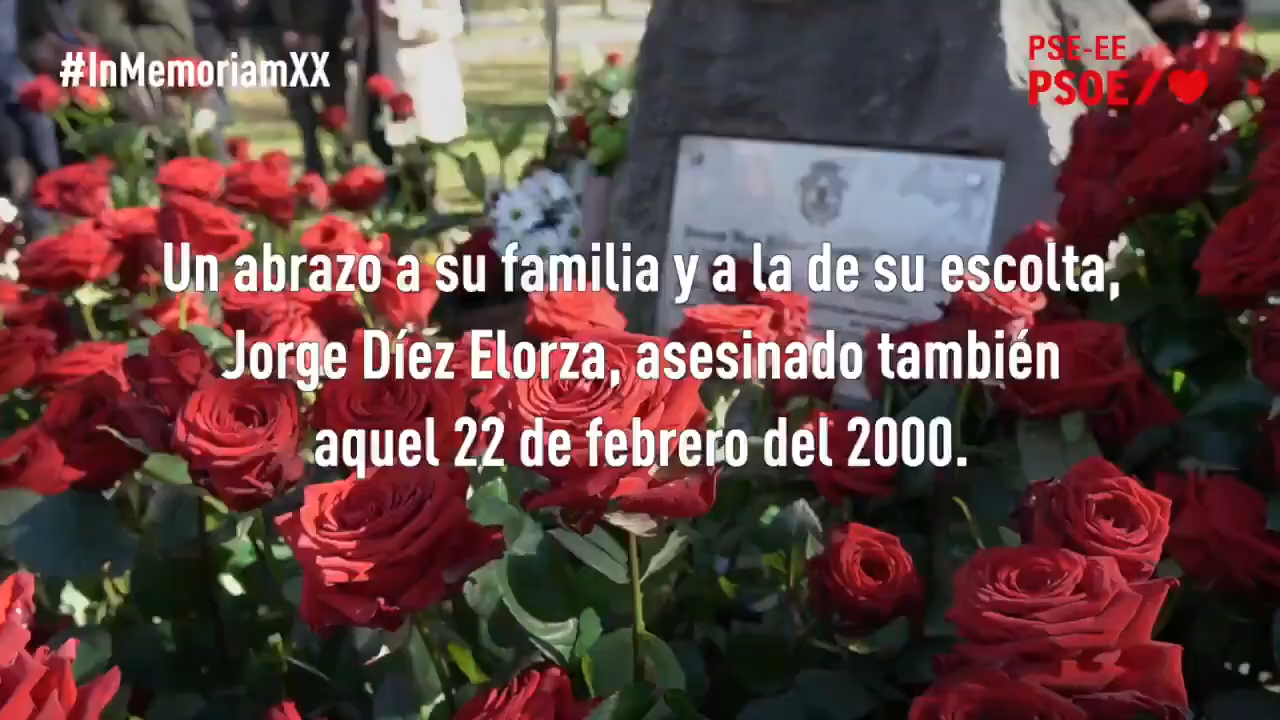 #InMemoriamXX
PSE-EE
PSOE/
Un abrazo a su familia y a la de su escolta,
Jorge Díez Elorza, asesinado también
aquel 22 de febrero del 2000.